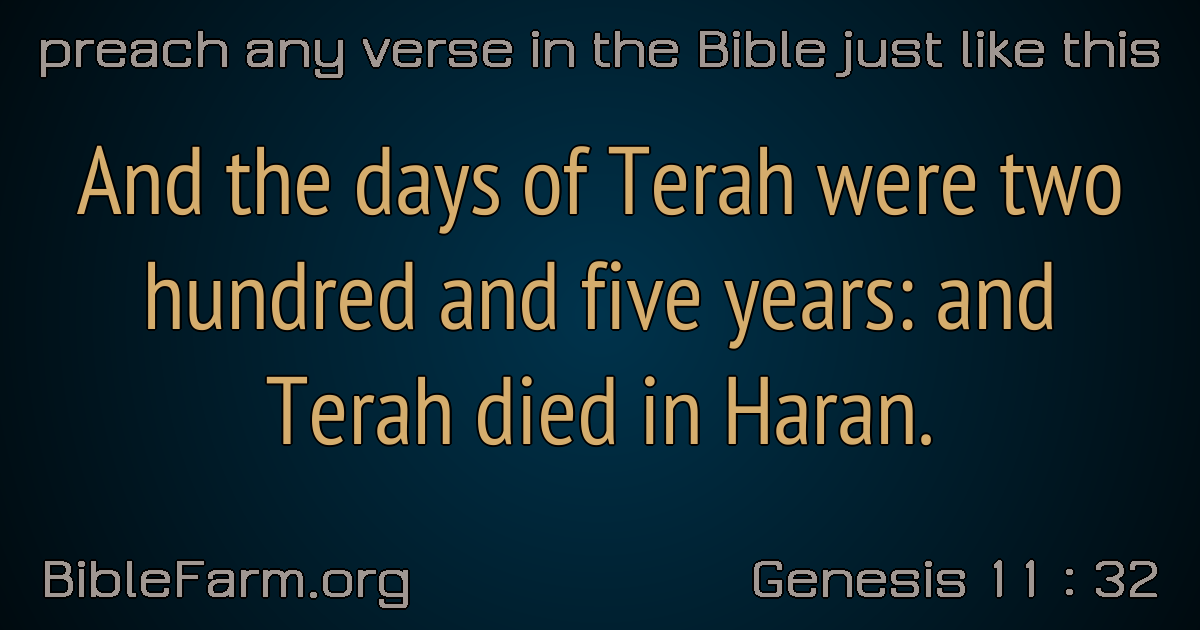 preach any verse in the Bible just like this
And the days of Terah were two
hundred and five years: and
Terah died in Haran.
BibleFarm.org
Genesis 11 : 32